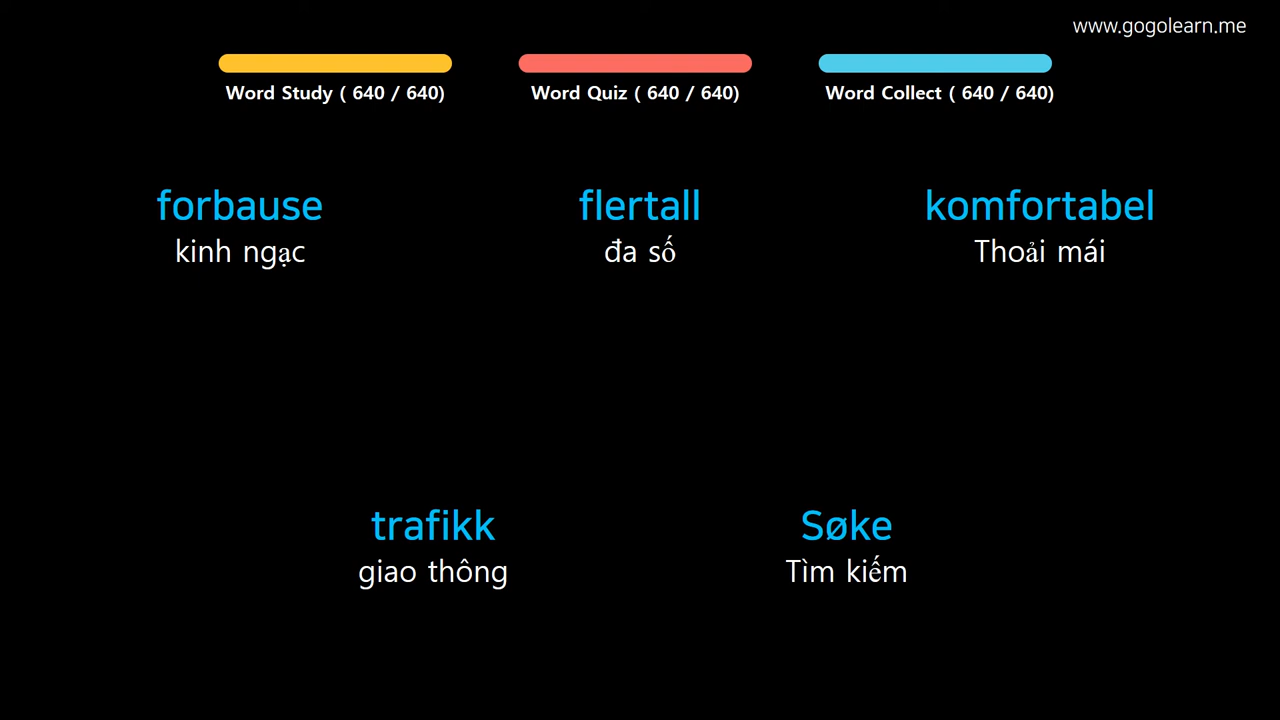 www.gogolearn.me
Word Study ( 640 / 640)
Word Quiz ( 640 / 640)
Word Collect ( 640 / 640)
forbause
kinh ngạc
flertall
đa số
komfortabel
Thoải mái
trafikk
giao thông
Søke
Tìm kiếm